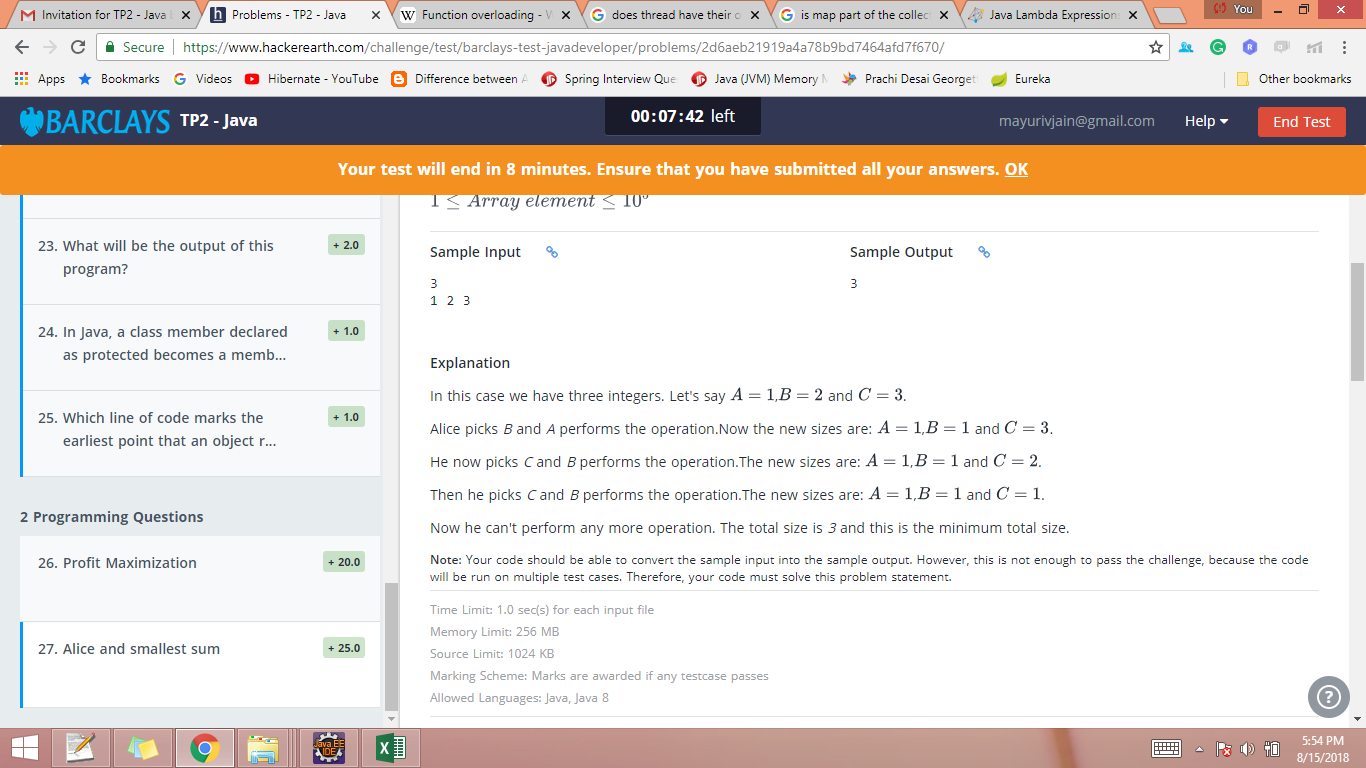 Invitation for TP2 - Java
Problems - TP2 - Java
Function overloading - W
does thread have their o
is map part of the collec
Java Lambda Expression
You
Secure
https://www.hackerearth.com/challenge/test/barclays-test-javadeveloper/problems/2d6aeb21919a4a78b9bd7464afd7f670/
Apps
Bookmarks
Videos
Hibernate - YouTube
Difference between
Spring Interview Que
Java (JVM) Memory
Prachi Desai Georget
Eureka
Other bookmarks
BARCLAYS TP2 - Java
00:07:42 left
mayurivjain@gmail.com
Help
End Test
Your test will end in 8 minutes. Ensure that you have submitted all your answers. OK
23. What will be the output of this
program?
+ 2.0
24. In Java, a class member declared
as protected becomes a memb...
+ 1.0
25. Which line of code marks the
earliest point that an object r...
+ 1.0
2 Programming Questions
26. Profit Maximization
+ 20.0
27. Alice and smallest sum
+ 25.0
1 ≤ Array element ≤
Sample Input
3
1 2 3
Sample Output
3
Explanation
In this case we have three integers. Let's say A = 1,B = 2 and C = 3.
Alice picks B and A performs the operation.Now the new sizes are: A = 1,B = 1 and C = 3.
He now picks C and B performs the operation.The new sizes are: A = 1,B = 1 and C = 2.
Then he picks C and B performs the operation.The new sizes are: A = 1,B = 1 and C = 1.
Now he can't perform any more operation. The total size is 3 and this is the minimum total size.
Note: Your code should be able to convert the sample input into the sample output. However, this is not enough to pass the challenge, because the code
will be run on multiple test cases. Therefore, your code must solve this problem statement.
Time Limit: 1.0 sec(s) for each input file
Memory Limit: 256 MB
Source Limit: 1024 KB
Marking Scheme: Marks are awarded if any testcase passes
Allowed Languages: Java, Java 8
5:54 PM
8/15/2018